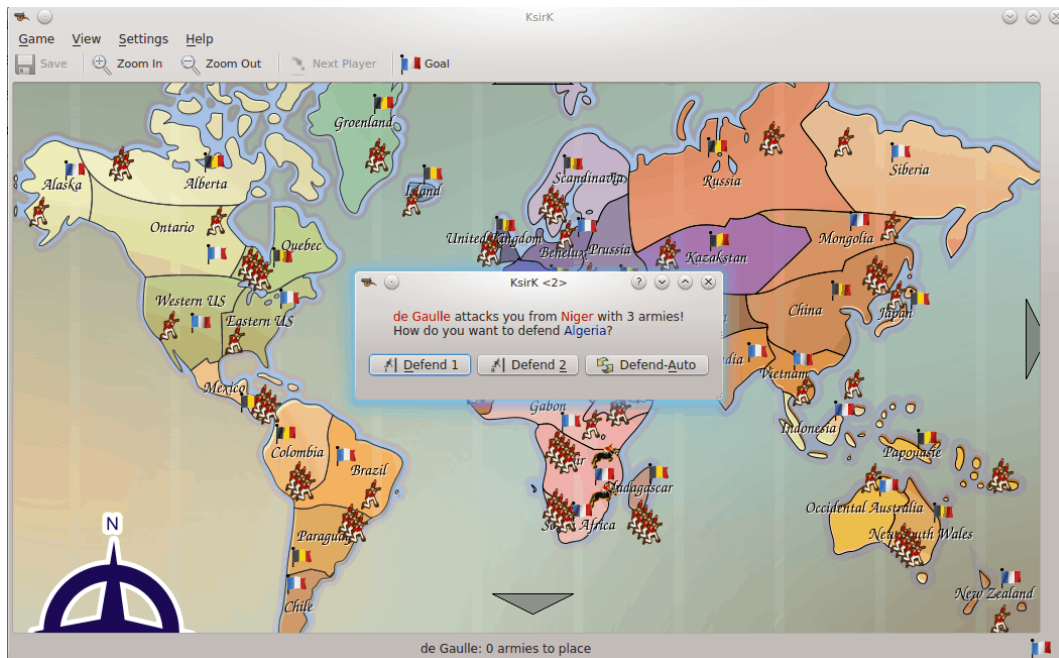 KsirK
Game View Settings Help
Save Zoom In Zoom Out Next Player Goal
Groenland
Alaska
Alberta
Island
Scandinavia
Russia
Siberia
Ontario
Quebec
United Kingdom
Benelux
Prussia
Kazakstan
Mongolia
KsirK <2>
de Gaulle attacks you from Niger with 3 armies!
How do you want to defend Algeria?
Defend 1 Defend 2 Defend-Auto
Western US
Eastern US
China
Japan
Vietnam
Mexico
Gabon
Indonesia
Colombia
Brazil
Papouasie
Madagascar
Occidental Australia
Paraguay
South Africa
New South Wales
N
Chile
New Zealand
de Gaulle: 0 armies to place